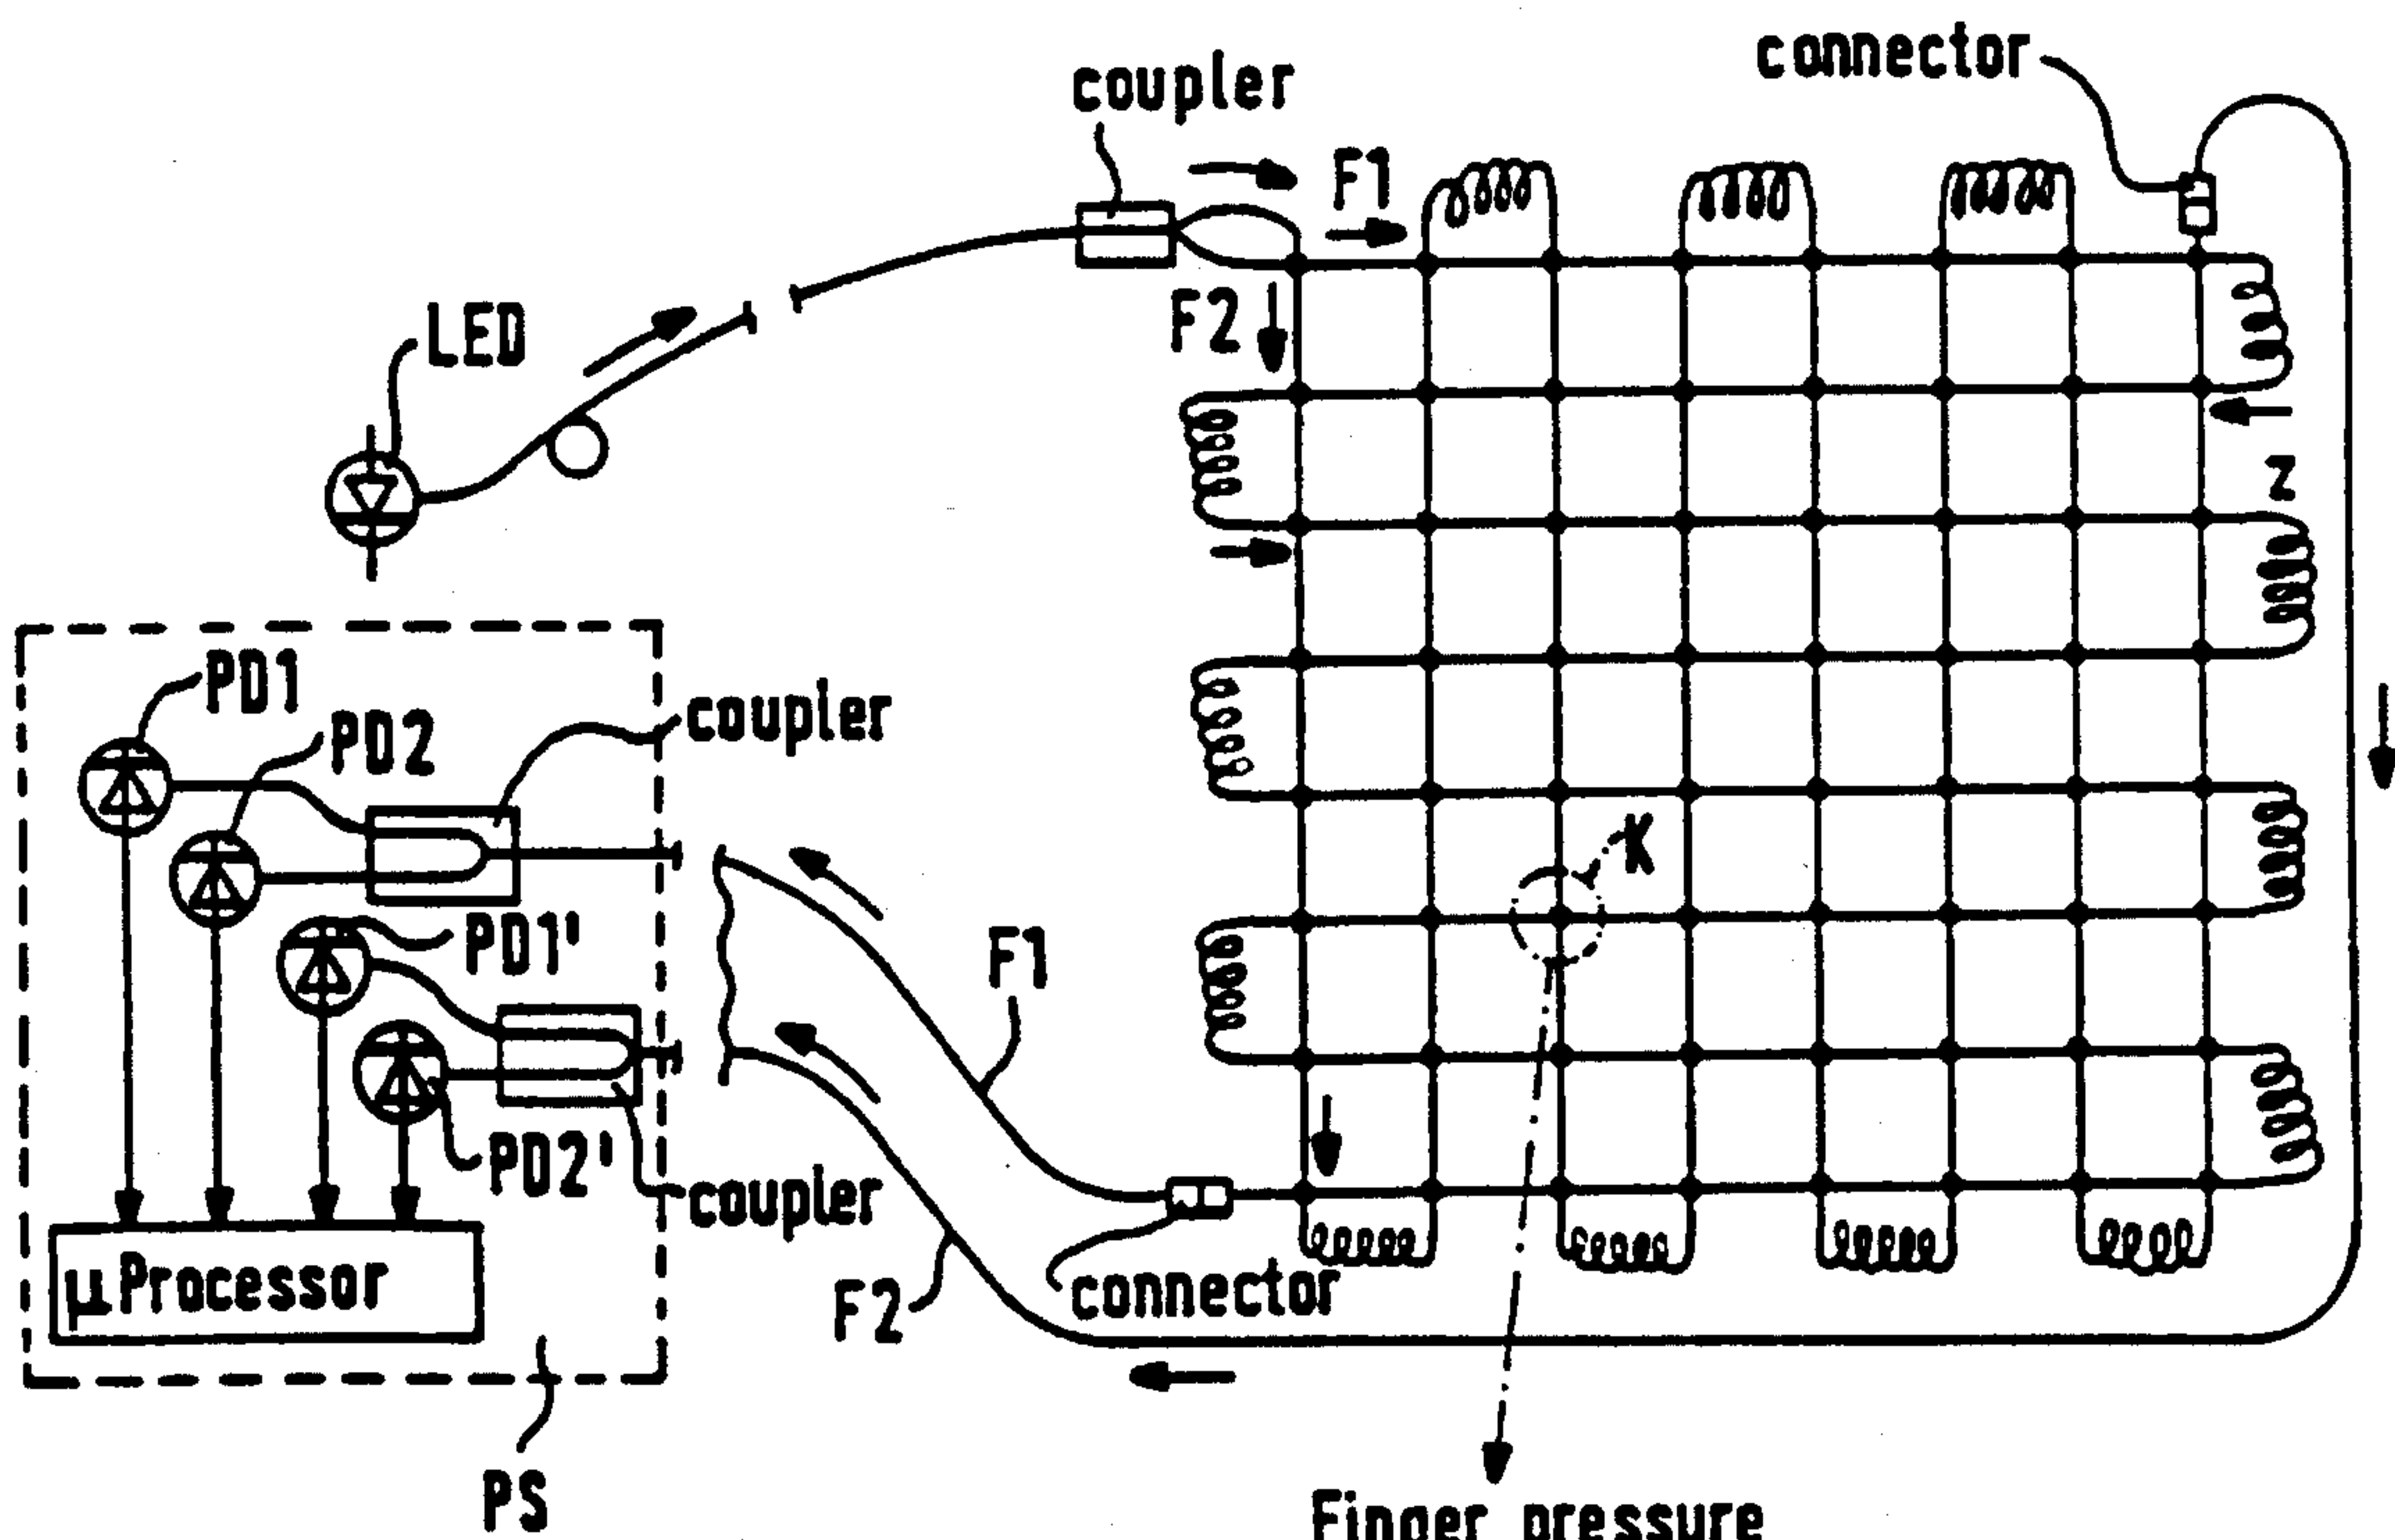 connector
coupler
F1
F2
LED
Z
PD1
coupler
PD2
K
PD1'
F1
PD2'
coupler
μProcessor
F2
connector
PS
Finger pressure